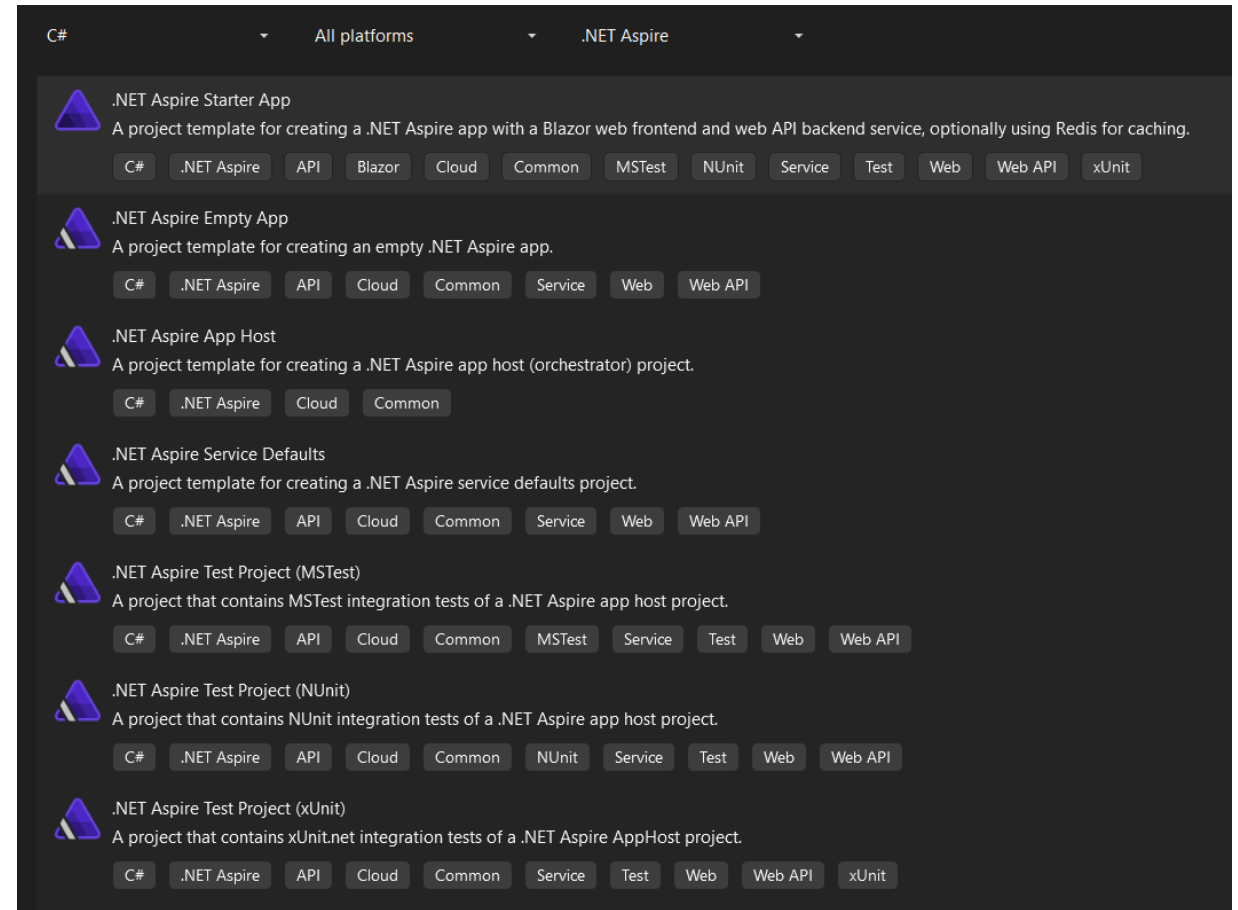 C# All platforms .NET Aspire
.NET Aspire Starter App
A project template for creating a .NET Aspire app with a Blazor web frontend and web API backend service, optionally using Redis for caching.
C# .NET Aspire API Blazor Cloud Common MSTest NUnit Service Test Web Web API xUnit
.NET Aspire Empty App
A project template for creating an empty .NET Aspire app.
C# .NET Aspire API Cloud Common Service Web Web API
.NET Aspire App Host
A project template for creating a .NET Aspire app host (orchestrator) project.
C# .NET Aspire Cloud Common
.NET Aspire Service Defaults
A project template for creating a .NET Aspire service defaults project.
C# .NET Aspire API Cloud Common Service Web Web API
.NET Aspire Test Project (MSTest)
A project that contains MSTest integration tests of a .NET Aspire app host project.
C# .NET Aspire API Cloud Common MSTest Service Test Web Web API
.NET Aspire Test Project (NUnit)
A project that contains NUnit integration tests of a .NET Aspire app host project.
C# .NET Aspire API Cloud Common NUnit Service Test Web Web API
.NET Aspire Test Project (xUnit)
A project that contains xUnit.net integration tests of a .NET Aspire AppHost project.
C# .NET Aspire API Cloud Common Service Test Web Web API xUnit